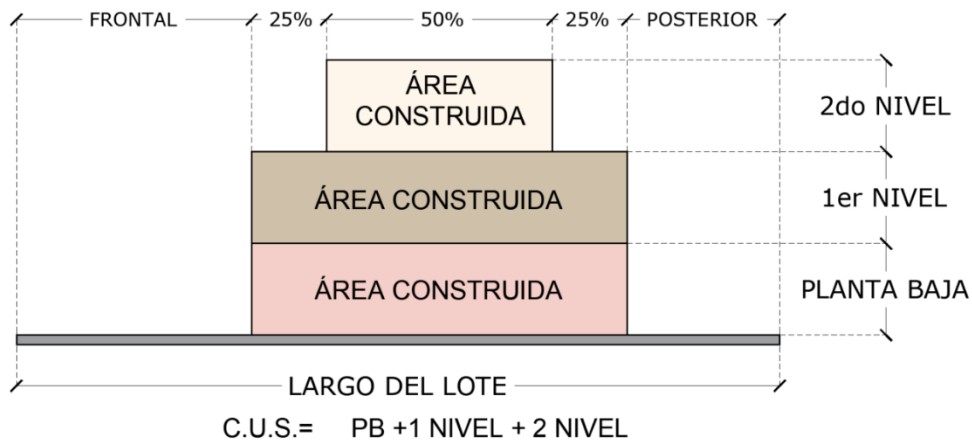 FRONTAL 25% 50% 25% POSTERIOR
ÁREA
CONSTRUIDA
2do NIVEL
ÁREA CONSTRUIDA
1er NIVEL
ÁREA CONSTRUIDA
PLANTA BAJA
LARGO DEL LOTE
C.U.S.= PB +1 NIVEL + 2 NIVEL